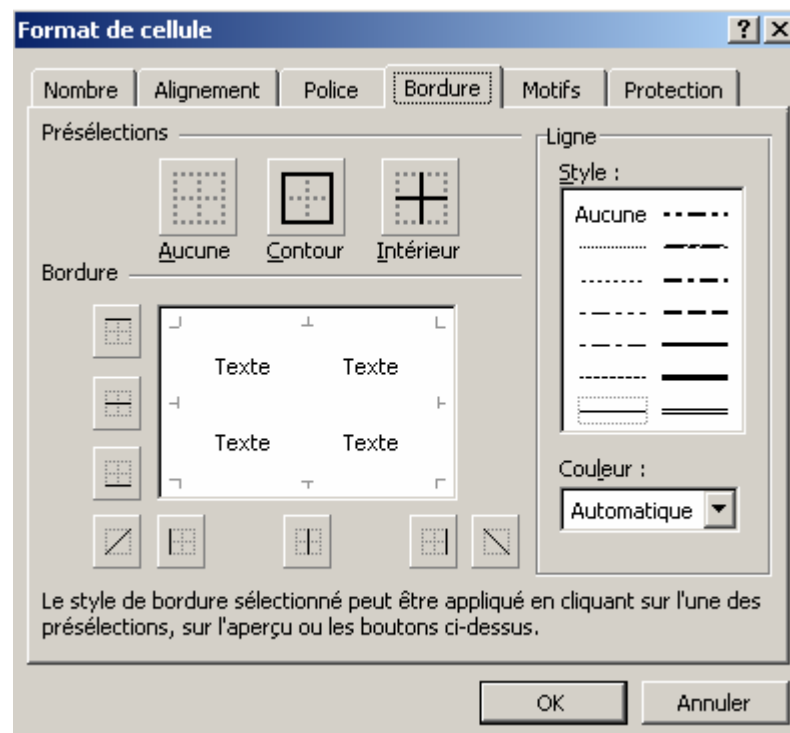 Format de cellule
Nombre Alignement Police Bordure Motifs Protection
Présélections
Aucune Contour Intérieur
Bordure
Texte Texte
Texte Texte
Ligne
Style :
Aucune
Couleur :
Automatique
Le style de bordure sélectionné peut être appliqué en cliquant sur l'une des
présélections, sur l'aperçu ou les boutons ci-dessus.
OK Annuler